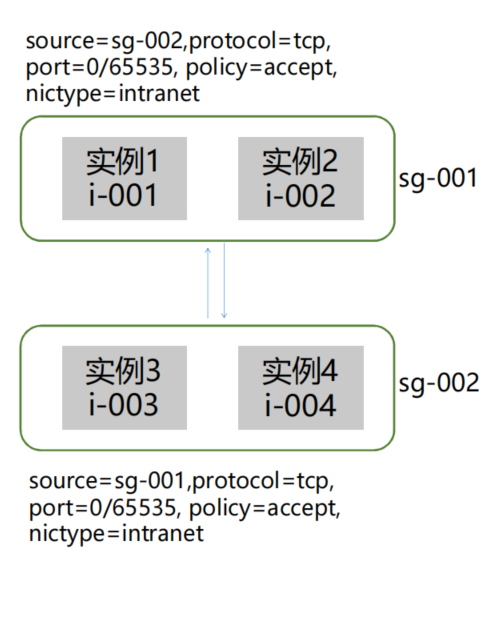 source=sg-002,protocol=tcp,
port=0/65535, policy=accept,
nictype=intranet
实例1
i-001
实例2
i-002
sg-001
实例3
i-003
实例4
i-004
sg-002
source=sg-001,protocol=tcp,
port=0/65535, policy=accept,
nictype=intranet